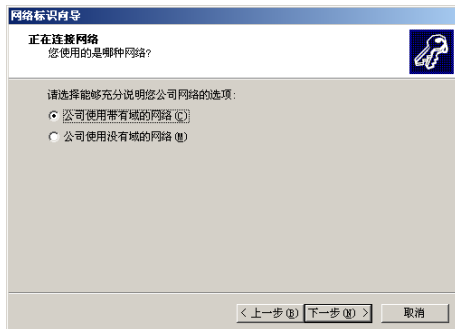 网络标识向导
正在连接网络
您使用的是哪种网络?
请选择能够充分说明您公司网络的选项:
公司使用带有域的网络(C)
公司使用没有域的网络(M)
< 上一步(B) 下一步(N) > 取消